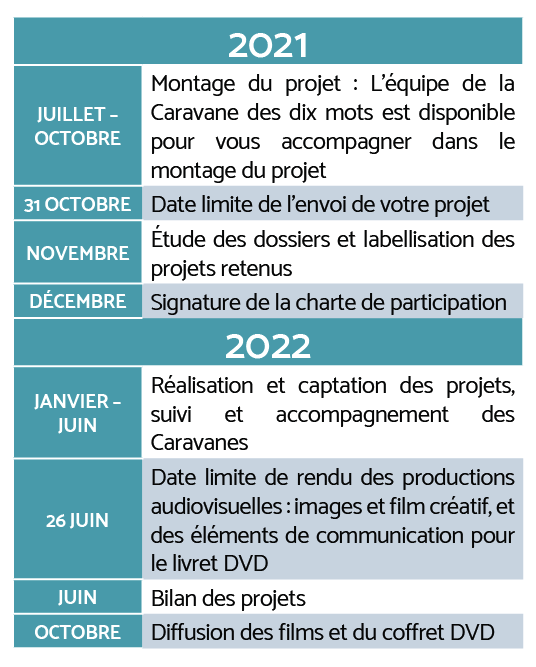 2021
JUILLET –
OCTOBRE
Montage du projet : L'équipe de la
Caravane des dix mots est disponible
pour vous accompagner dans le
montage du projet
31 OCTOBRE
Date limite de l'envoi de votre projet
NOVEMBRE
Étude des dossiers et labellisation des
projets retenus
DÉCEMBRE
Signature de la charte de participation
2022
JANVIER –
JUIN
Réalisation et captation des projets,
suivi et accompagnement des
Caravanes
26 JUIN
Date limite de rendu des productions
audiovisuelles : images et film créatif, et
des éléments de communication pour
le livret DVD
JUIN
Bilan des projets
OCTOBRE
Diffusion des films et du coffret DVD